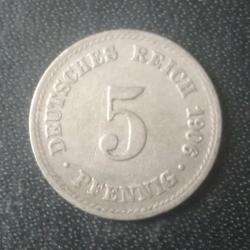 DEUTSCHES REICH 1906
5
· PFENNIG ·